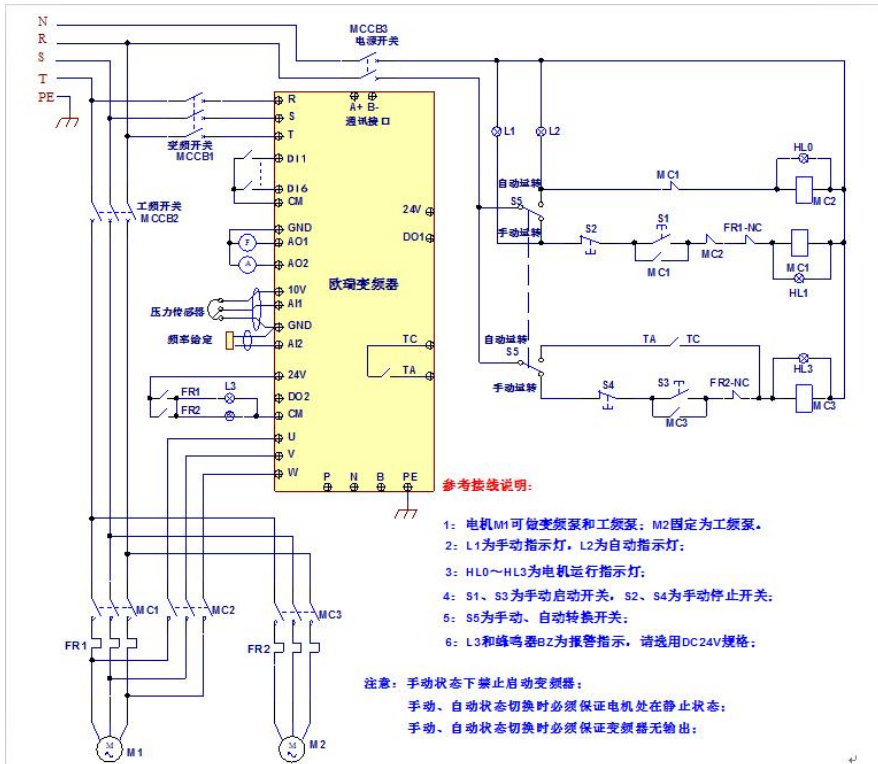 N
R
S
T
PE
MCCB3
电源开关
变频开关
MCCB1
工频开关
MCCB2
R
S
T
DI1
DI6
CM
GND
AO1
AO2
10V
AI1
GND
AI2
24V
DO2
CM
U
V
W
A+ B-
通讯接口
24V
DO1
欧瑞变频器
TC
TA
P N B PE
F
A
压力传感器
频率给定
FR1
L3
FR2
L1
L2
自动运转
S5
手动运转
MC1
HL0
MC2
S2
S1
MC1
MC2
FR1-NC
MC1
HL1
自动运转
S5
手动运转
TA TC
S4
S3
MC3
FR2-NC
HL3
MC3
MC1
MC2
MC3
FR1
FR2
M
M1
M
M2
参考接线说明:
1: 电机M1可做变频泵和工频泵; M2固定为工频泵。
2: L1为手动指示灯, L2为自动指示灯;
3: HL0~HL3为电机运行指示灯;
4: S1、S3为手动启动开关, S2、S4为手动停止开关;
5: S5为手动、自动转换开关;
6: L3和蜂鸣器BZ为报警指示, 请选用DC24V规格;
注意: 手动状态下禁止启动变频器;
手动、自动状态切换时必须保证电机处在静止状态;
手动、自动状态切换时必须保证变频器无输出;